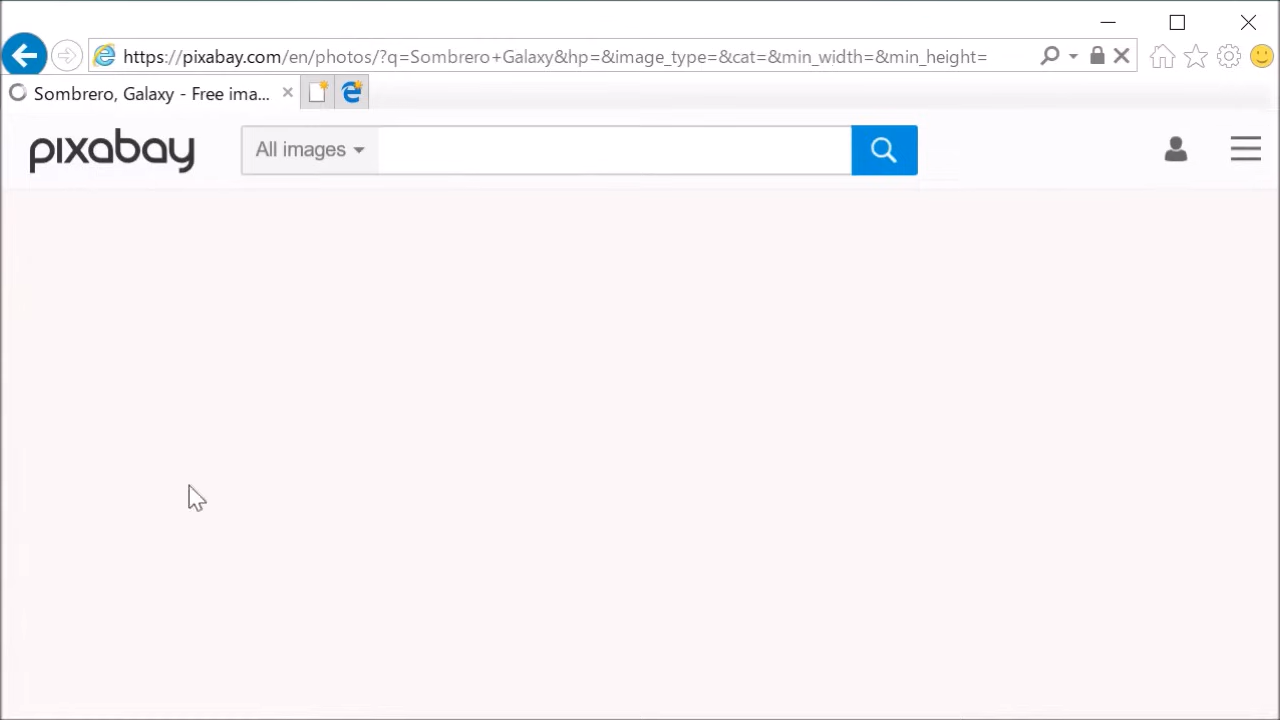 https://pixabay.com/en/photos/?q=Sombrero+Galaxy&hp=&image_type=&cat=&min_width=&min_height=
Sombrero, Galaxy - Free ima...
pixabay
All images